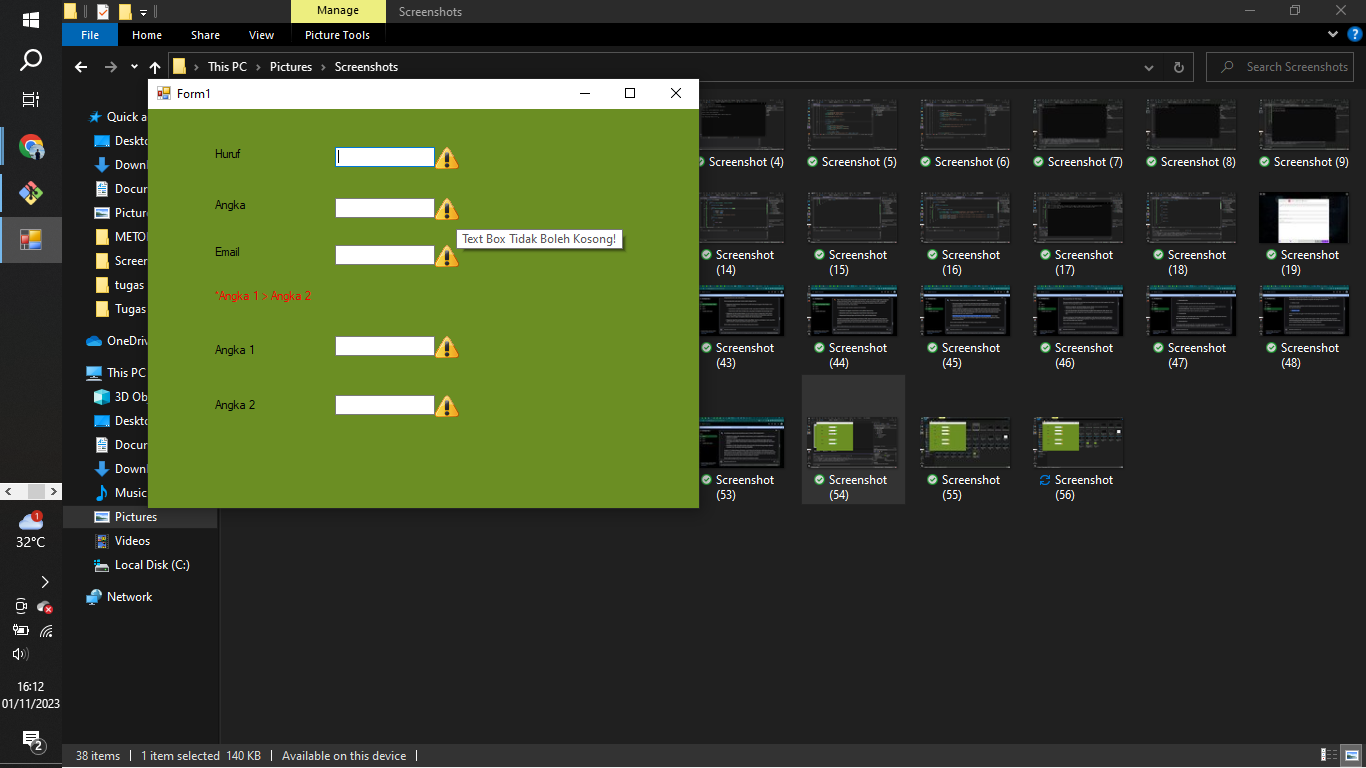 Manage
Screenshots
File
Home
Share
View
Picture Tools
This PC
Pictures
Screenshots
Search Screenshots
Form1
Huruf
Angka
Text Box Tidak Boleh Kosong!
Email
*Angka 1 > Angka 2
Angka 1
Angka 2
Quick a
Deskto
Down
Docur
Pictur
METO
Screer
tugas
Tugas
OneDriv
This PC
3D Ob
Deskto
Docur
Downl
Music
Pictures
Videos
Local Disk (C:)
Network
Screenshot (4)
Screenshot (5)
Screenshot (6)
Screenshot (7)
Screenshot (8)
Screenshot (9)
Screenshot
(14)
Screenshot
(15)
Screenshot
(16)
Screenshot
(17)
Screenshot
(18)
Screenshot
(19)
Screenshot
(43)
Screenshot
(44)
Screenshot
(45)
Screenshot
(46)
Screenshot
(47)
Screenshot
(48)
Screenshot
(53)
Screenshot
(54)
Screenshot
(55)
Screenshot
(56)
1
32°C
16:12
01/11/2023
2
38 items
1 item selected 140 KB
Available on this device